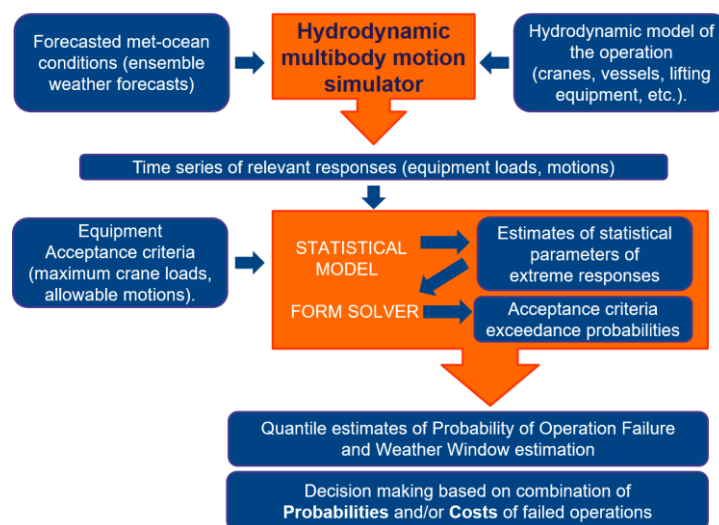 Forecasted met-ocean
conditions (ensemble
weather forecasts)
Hydrodynamic
multibody motion
simulator
Hydrodynamic model of
the operation
(cranes, vessels, lifting
equipment, etc.).
Time series of relevant responses (equipment loads, motions)
Equipment
Acceptance criteria
(maximum crane loads,
allowable motions).
STATISTICAL
MODEL
Estimates of statistical
parameters of
extreme responses
FORM SOLVER
Acceptance criteria
exceedance probabilities
Quantile estimates of Probability of Operation Failure
and Weather Window estimation
Decision making based on combination of
Probabilities and/or Costs of failed operations